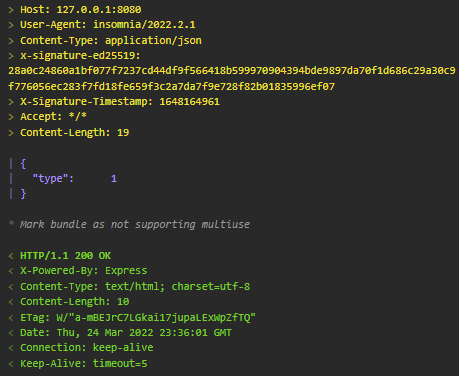 > Host: 127.0.0.1:8080
> User-Agent: insomnia/2022.2.1
> Content-Type: application/json
> x-signature-ed25519:
28a0c24860a1bf077f7237cd44df9f566418b599970904394bde9897da70f1d686c29a30c9
f776056ec283f7fd18fe659f3c2a7da7f9e728f82b01835996ef07
> X-Signature-Timestamp: 1648164961
> Accept: */*
> Content-Length: 19
| {
|   "type":      1
| }
* Mark bundle as not supporting multiuse
< HTTP/1.1 200 OK
< X-Powered-By: Express
< Content-Type: text/html; charset=utf-8
< Content-Length: 10
< ETag: W/"a-mBEJrC7LGkai17jupaLExWpZfTQ"
< Date: Thu, 24 Mar 2022 23:36:01 GMT
< Connection: keep-alive
< Keep-Alive: timeout=5